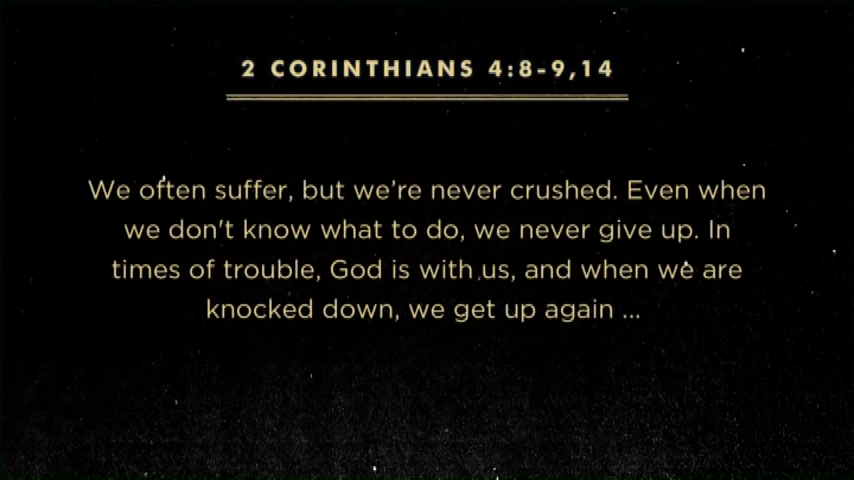 2 CORINTHIANS 4:8-9,14
We often suffer, but we’re never crushed. Even when
we don't know what to do, we never give up. In
times of trouble, God is with us, and when we are
knocked down, we get up again ...